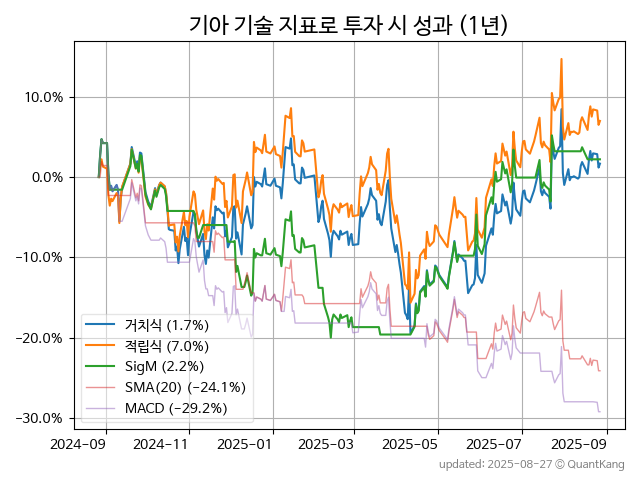 기아 기술 지표로 투자 시 성과 (1년)
10.0%
0.0%
−10.0%
−20.0%
−30.0%
거치식 (1.7%)
적립식 (7.0%)
SigM (2.2%)
SMA(20) (−24.1%)
MACD (−29.2%)
2024-09
2024-11
2025-01
2025-03
2025-05
2025-07
2025-09
updated: 2025-08-27 © QuantKang